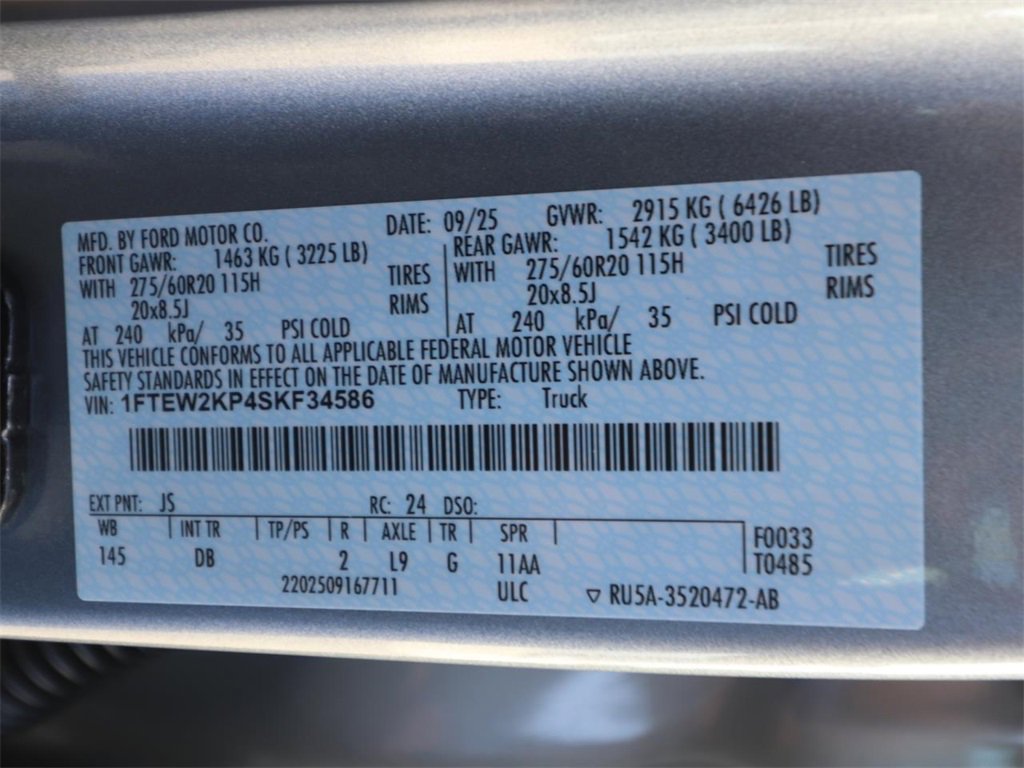 MFD. BY FORD MOTOR CO. DATE: 09/25 GVWR: 2915 KG ( 6426 LB)
FRONT GAWR: 1463 KG ( 3225 LB) REAR GAWR: 1542 KG ( 3400 LB)
WITH 275/60R20 115H TIRES WITH 275/60R20 115H TIRES
20x8.5J RIMS 20x8.5J RIMS
AT 240 kPa/ 35 PSI COLD AT 240 kPa/ 35 PSI COLD
THIS VEHICLE CONFORMS TO ALL APPLICABLE FEDERAL MOTOR VEHICLE
SAFETY STANDARDS IN EFFECT ON THE DATE OF MANUFACTURE SHOWN ABOVE.
VIN: 1FTEW2KP4SKF34586 TYPE: Truck
EXT PNT: JS RC: 24 DSO:
WB INT TR TP/PS R AXLE TR SPR F0033
145 DB 2 L9 G 11AA T0485
2202509167711 ULC ▽ RU5A-3520472-AB